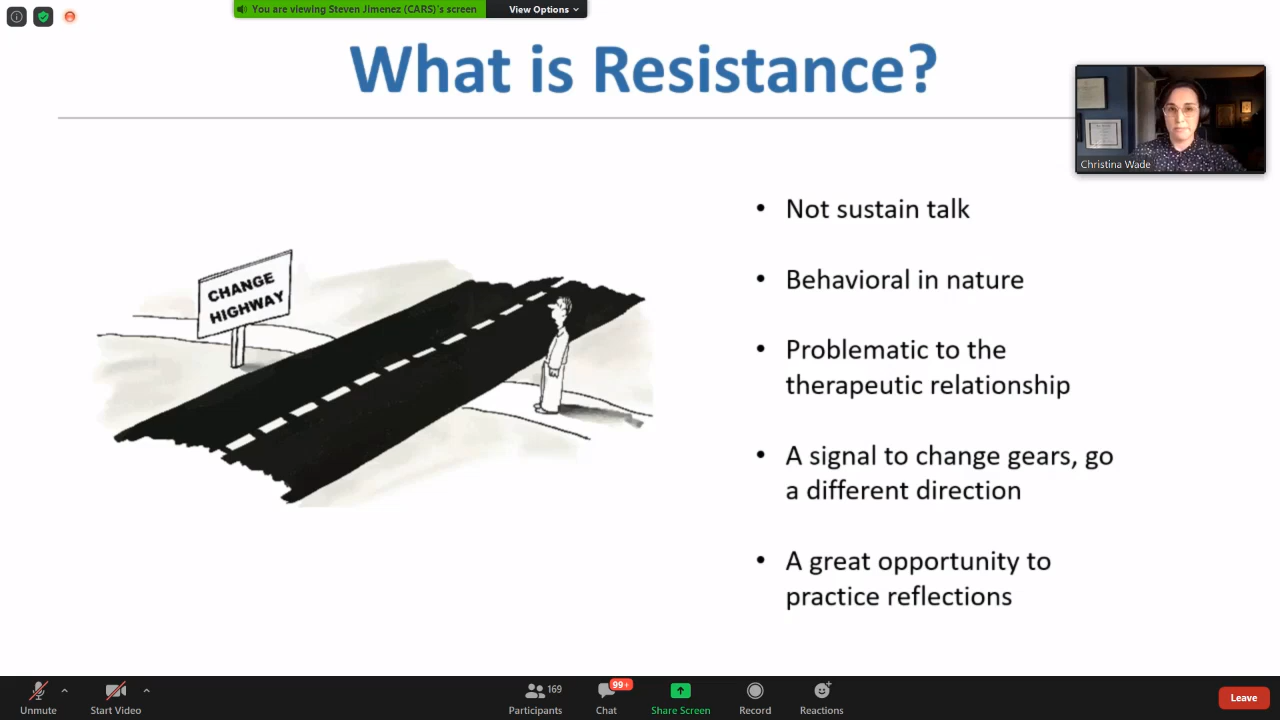 You are viewing Steven Jimenez (CARS)'s screen
View Options
What is Resistance?
Christina Wade
CHANGE
HIGHWAY
• Not sustain talk
• Behavioral in nature
• Problematic to the
therapeutic relationship
• A signal to change gears, go
a different direction
• A great opportunity to
practice reflections
Unmute
Start Video
169
Participants
99+
Chat
Share Screen
Record
Reactions
Leave